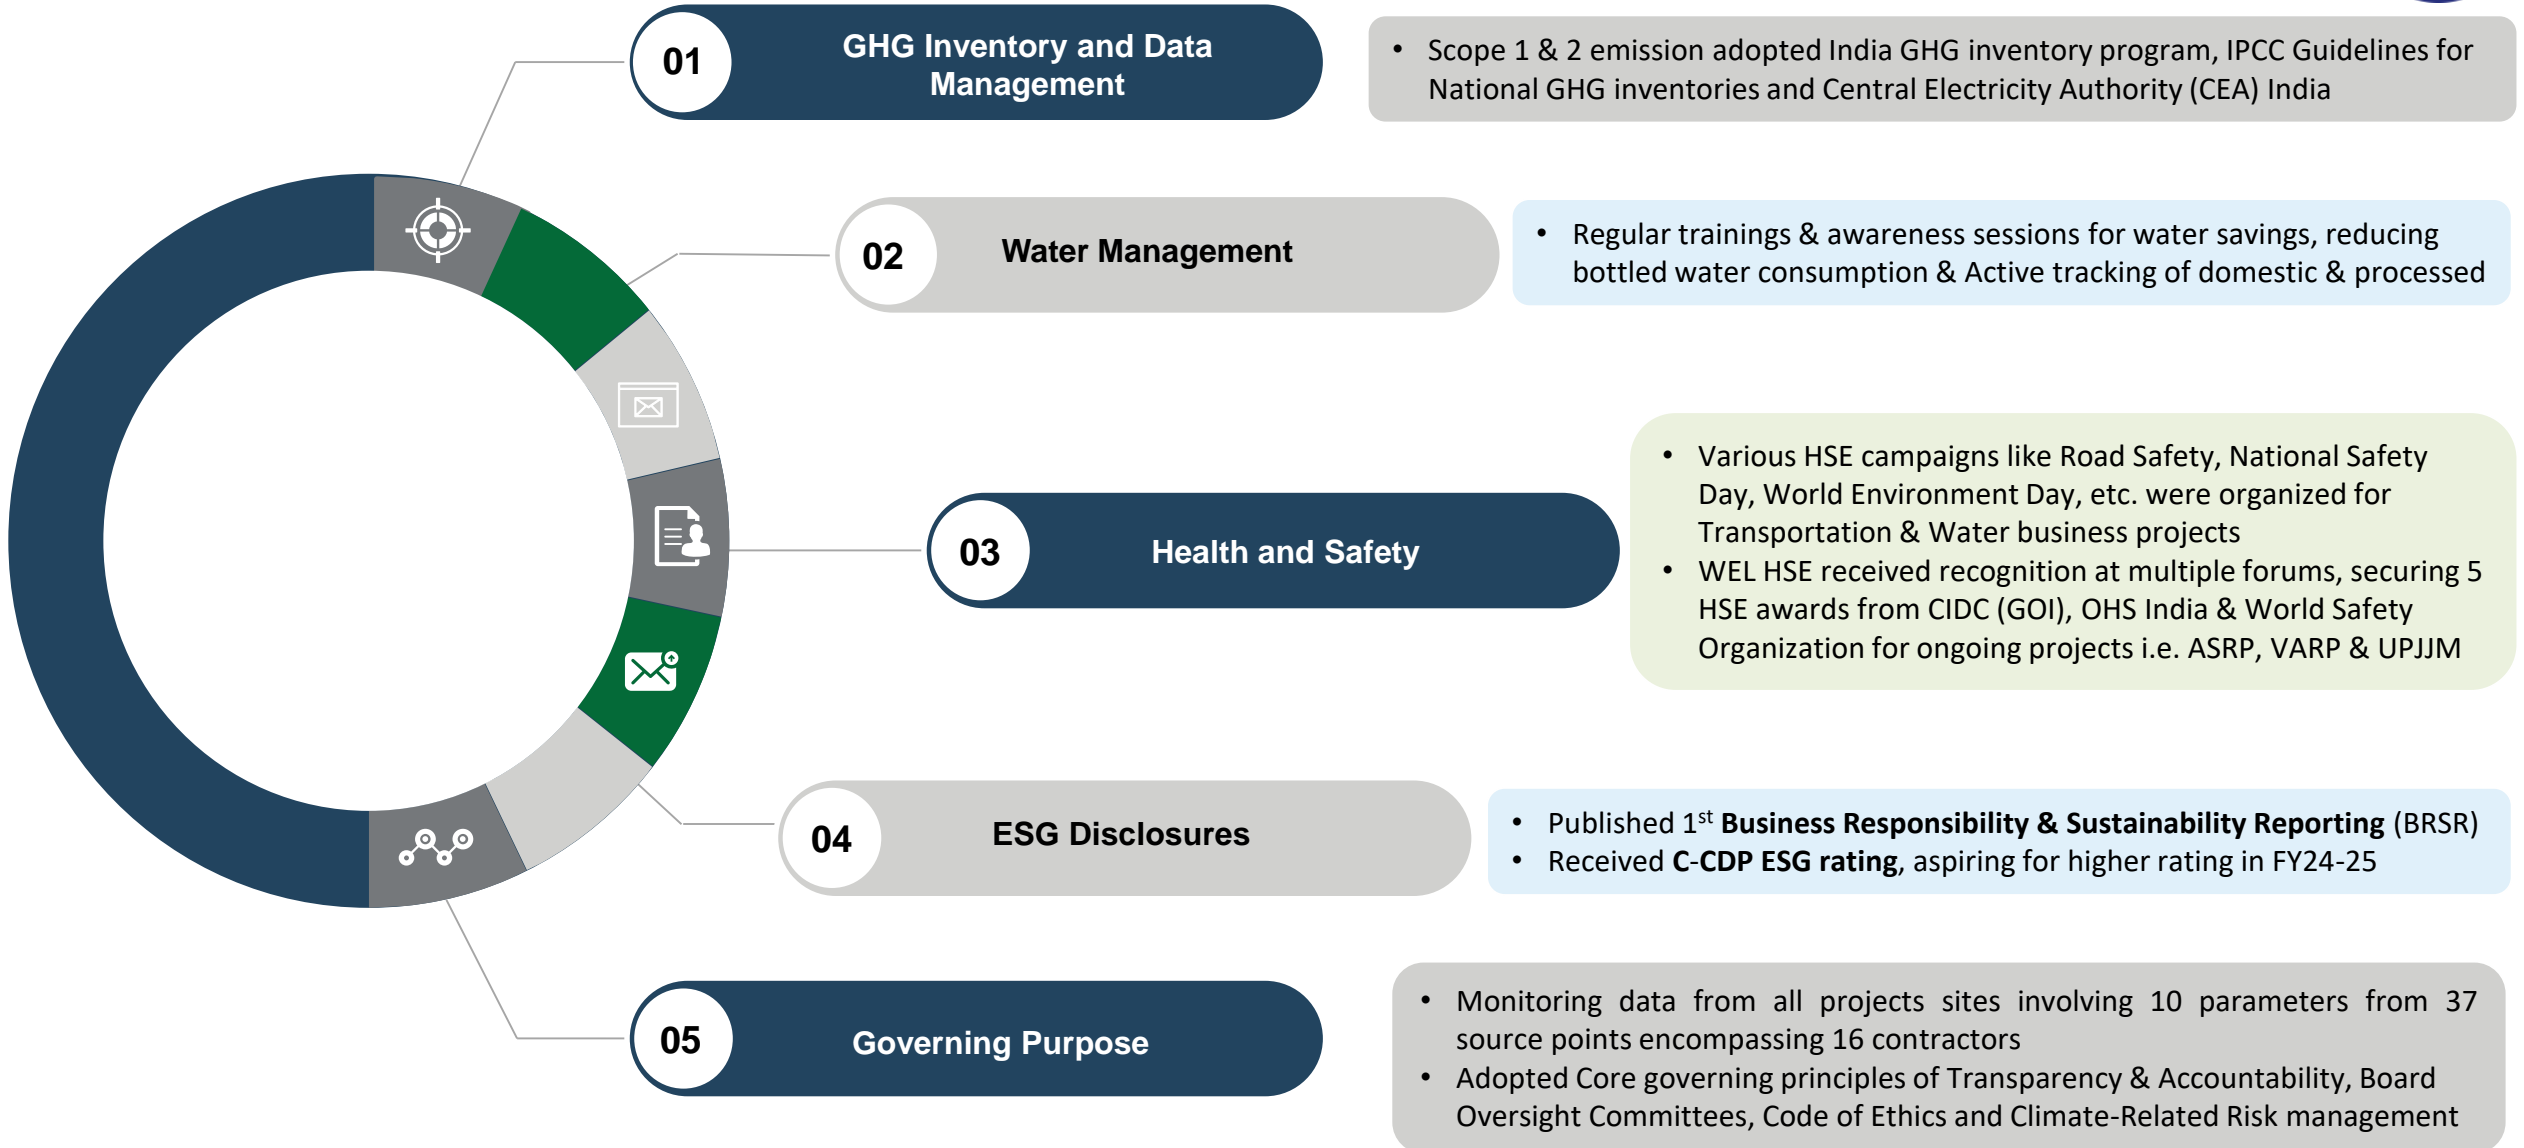 01
GHG Inventory and Data
Management
• Scope 1 & 2 emission adopted India GHG inventory program, IPCC Guidelines for
National GHG inventories and Central Electricity Authority (CEA) India
02
Water Management
• Regular trainings & awareness sessions for water savings, reducing
bottled water consumption & Active tracking of domestic & processed
03
Health and Safety
• Various HSE campaigns like Road Safety, National Safety
Day, World Environment Day, etc. were organized for
Transportation & Water business projects
• WEL HSE received recognition at multiple forums, securing 5
HSE awards from CIDC (GOI), OHS India & World Safety
Organization for ongoing projects i.e. ASRP, VARP & UPJJM
04
ESG Disclosures
• Published 1st Business Responsibility & Sustainability Reporting (BRSR)
• Received C-CDP ESG rating, aspiring for higher rating in FY24-25
05
Governing Purpose
• Monitoring data from all projects sites involving 10 parameters from 37
source points encompassing 16 contractors
• Adopted Core governing principles of Transparency & Accountability, Board
Oversight Committees, Code of Ethics and Climate-Related Risk management